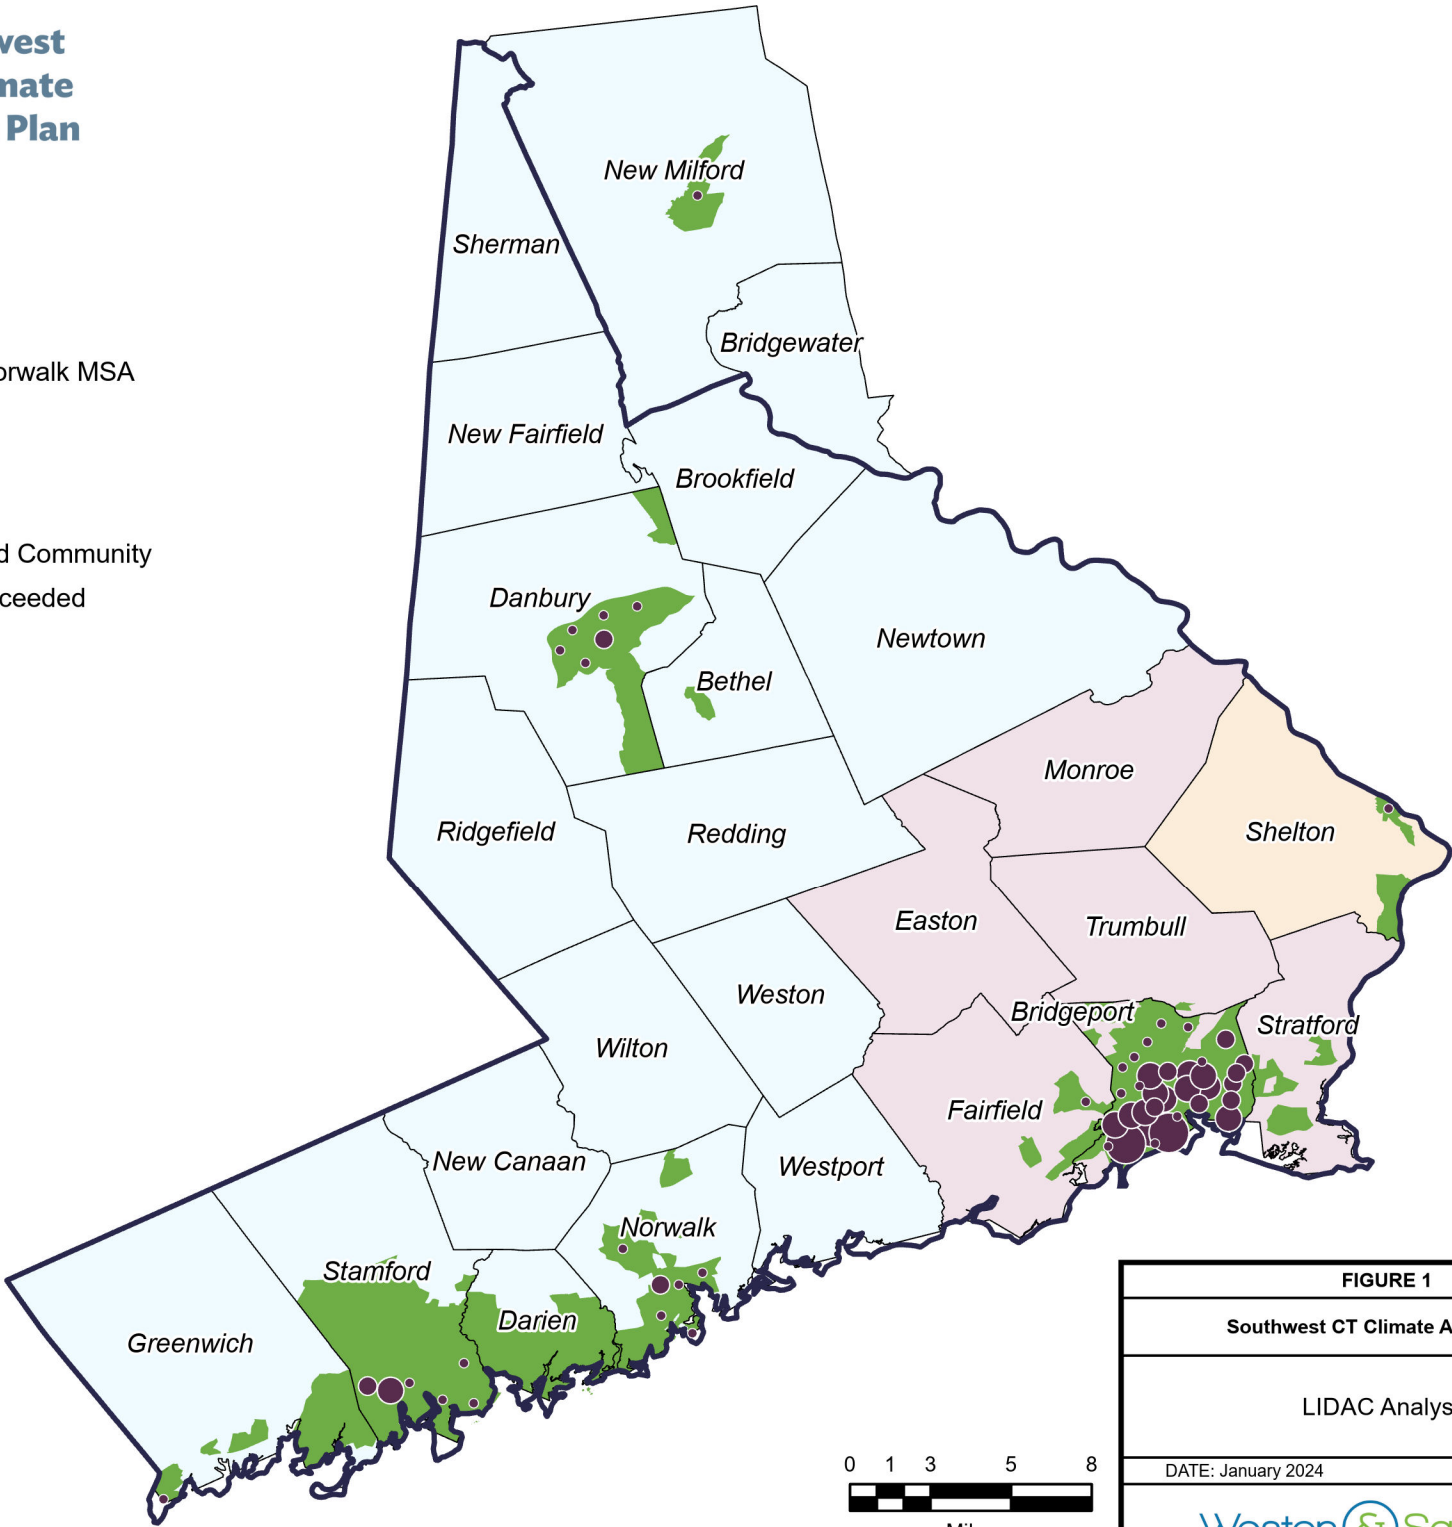 vest
mate
Plan
New Milford
Sherman
Bridgewater
orwalk MSA
New Fairfield
Brookfield
d Community
ceeded
Danbury
Newtown
Bethel
Monroe
Ridgefield
Redding
Shelton
Easton
Trumbull
Weston
Bridgeport
Stratford
Wilton
Fairfield
New Canaan
Westport
Norwalk
Stamford
Darien
Greenwich
FIGURE 1
Southwest CT Climate A
LIDAC Analys
0 1 3 5 8
DATE: January 2024